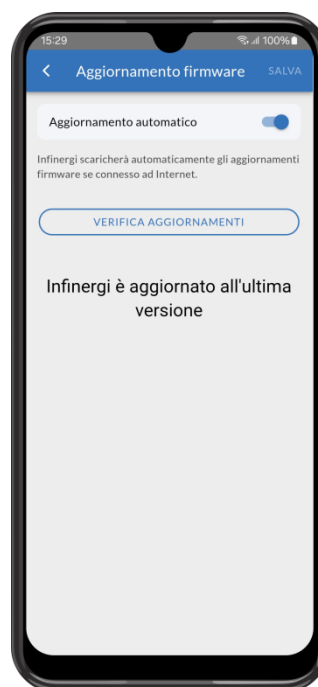 15:29
100%
Aggiornamento firmware
SALVA
Aggiornamento automatico
Infinergi scaricherà automaticamente gli aggiornamenti
firmware se connesso ad Internet.
VERIFICA AGGIORNAMENTI
Infinergi è aggiornato all'ultima
versione